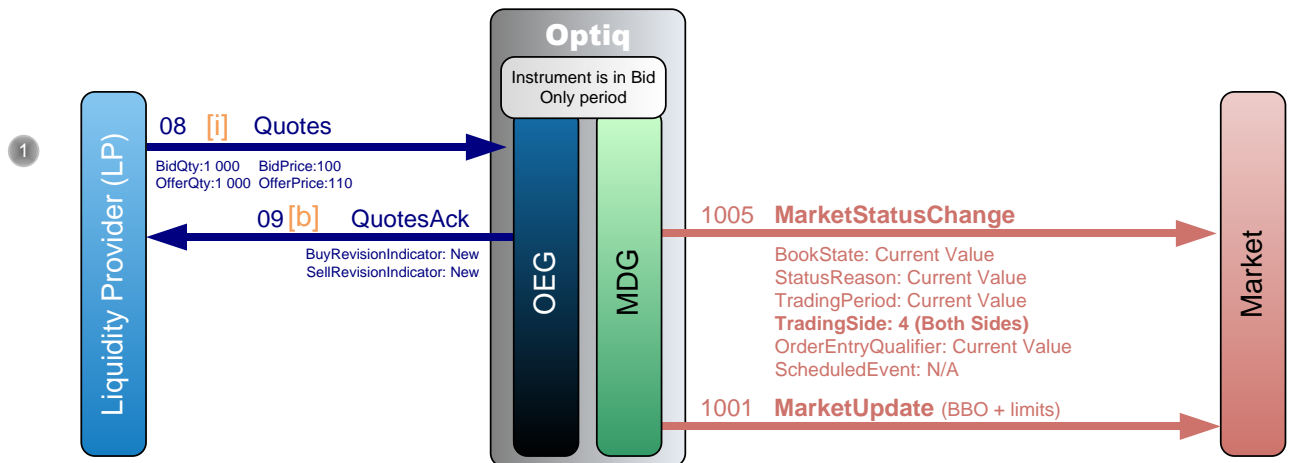 Optiq
Instrument is in Bid
Only period
1
Liquidity Provider (LP)
08 [i] Quotes
BidQty:1 000 BidPrice:100
OfferQty:1 000 OfferPrice:110
09 [b] QuotesAck
BuyRevisionIndicator: New
SellRevisionIndicator: New
OEG
MDG
1005 MarketStatusChange
BookState: Current Value
StatusReason: Current Value
TradingPeriod: Current Value
TradingSide: 4 (Both Sides)
OrderEntryQualifier: Current Value
ScheduledEvent: N/A
1001 MarketUpdate (BBO + limits)
Market